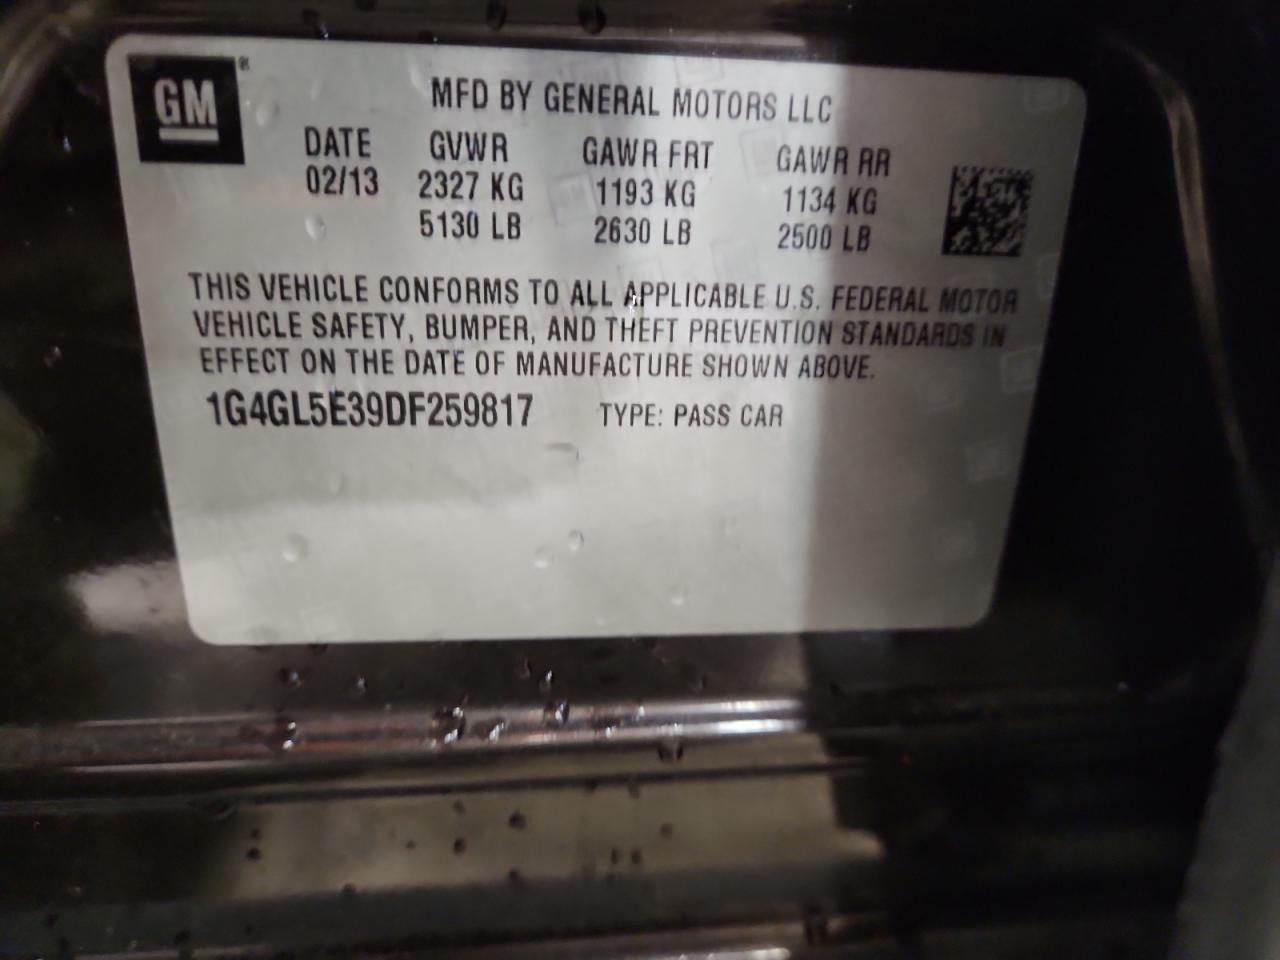 GM ®
MFD BY GENERAL MOTORS LLC
DATE GVWR GAWR FRT GAWR RR
02/13 2327 KG 1193 KG 1134 KG
5130 LB 2630 LB 2500 LB
THIS VEHICLE CONFORMS TO ALL APPLICABLE U.S. FEDERAL MOTOR
VEHICLE SAFETY, BUMPER, AND THEFT PREVENTION STANDARDS IN
EFFECT ON THE DATE OF MANUFACTURE SHOWN ABOVE.
1G4GL5E39DF259817 TYPE: PASS CAR